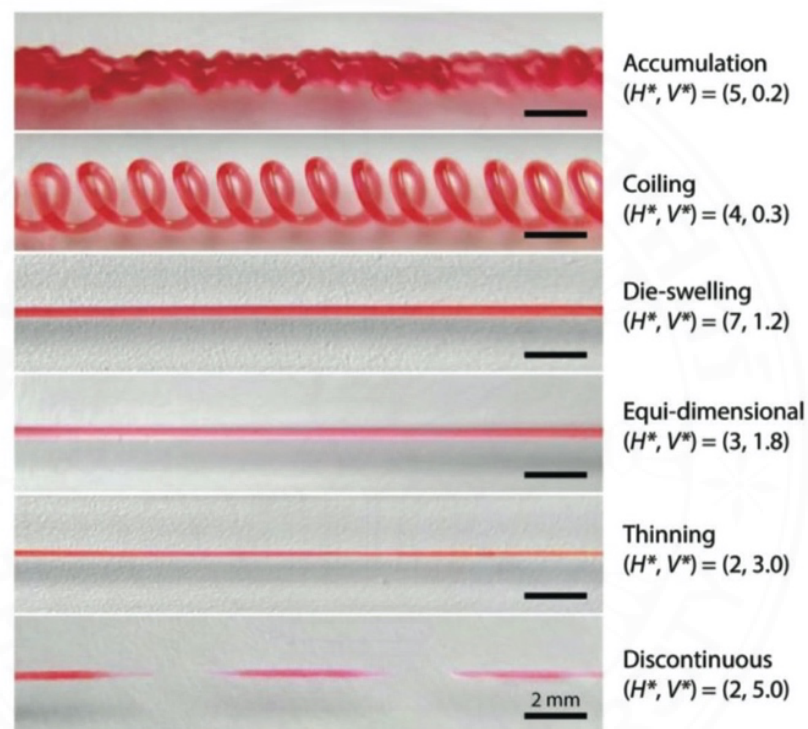 Accumulation
(H*, V*) = (5, 0.2)
Coiling
(H*, V*) = (4, 0.3)
Die-swelling
(H*, V*) = (7, 1.2)
Equi-dimensional
(H*, V*) = (3, 1.8)
Thinning
(H*, V*) = (2, 3.0)
Discontinuous
(H*, V*) = (2, 5.0)
2 mm